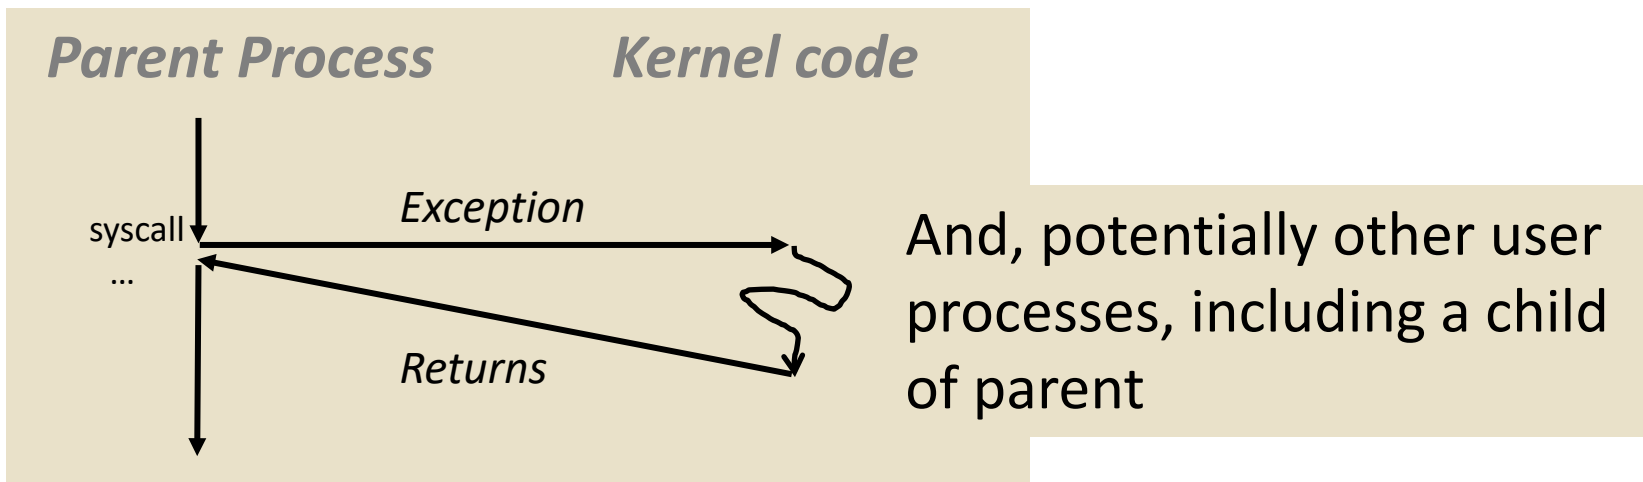 Parent Process
Kernel code
Exception
syscall
...
Returns
And, potentially other user
processes, including a child
of parent